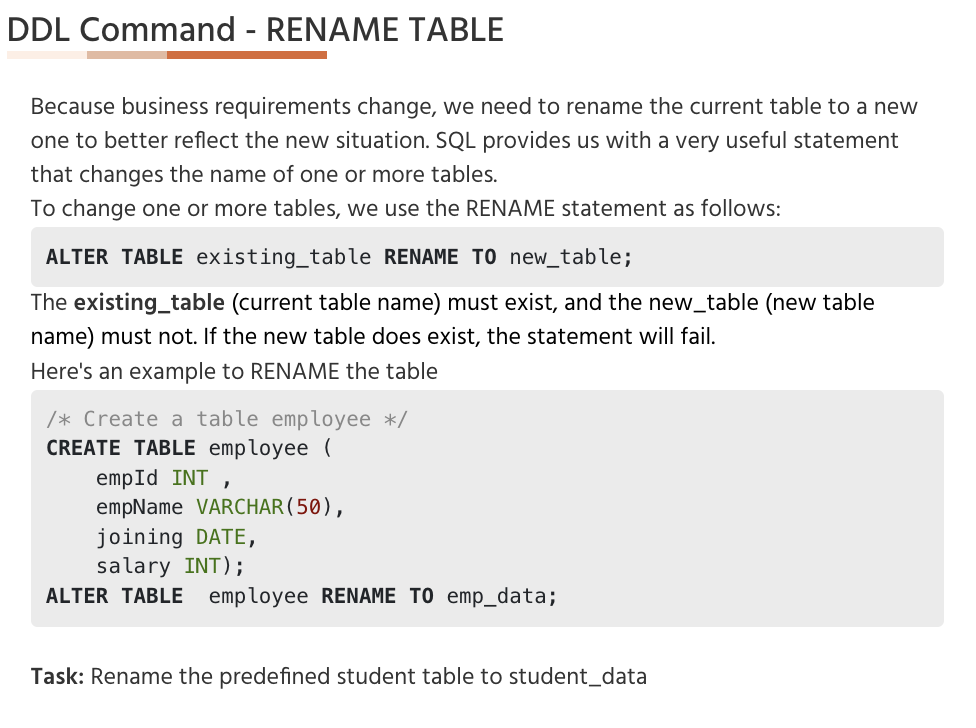 DDL Command - RENAME TABLE
Because business requirements change, we need to rename the current table to a new
one to better reflect the new situation. SQL provides us with a very useful statement
that changes the name of one or more tables.
To change one or more tables, we use the RENAME statement as follows:
ALTER TABLE existing_table RENAME TO new_table;
The existing_table (current table name) must exist, and the new_table (new table
name) must not. If the new table does exist, the statement will fail.
Here's an example to RENAME the table
/* Create a table employee */
CREATE TABLE employee (
    empId INT ,
    empName VARCHAR(50),
    joining DATE,
    salary INT);
ALTER TABLE  employee RENAME TO emp_data;
Task: Rename the predefined student table to student_data